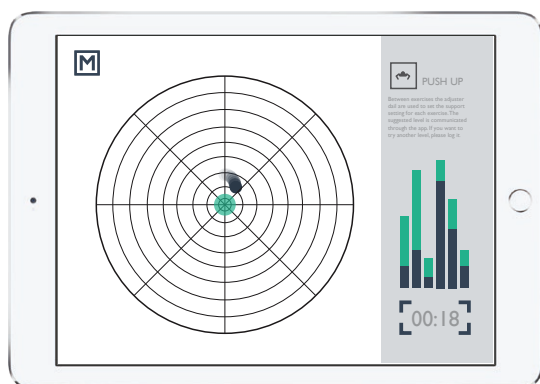 M
PUSH UP
Between exercises the adjuster
dail are used to set the support
setting for each exercise. The
suggested level is communicated
through the app. If you want to
try another level, please log it
00:18